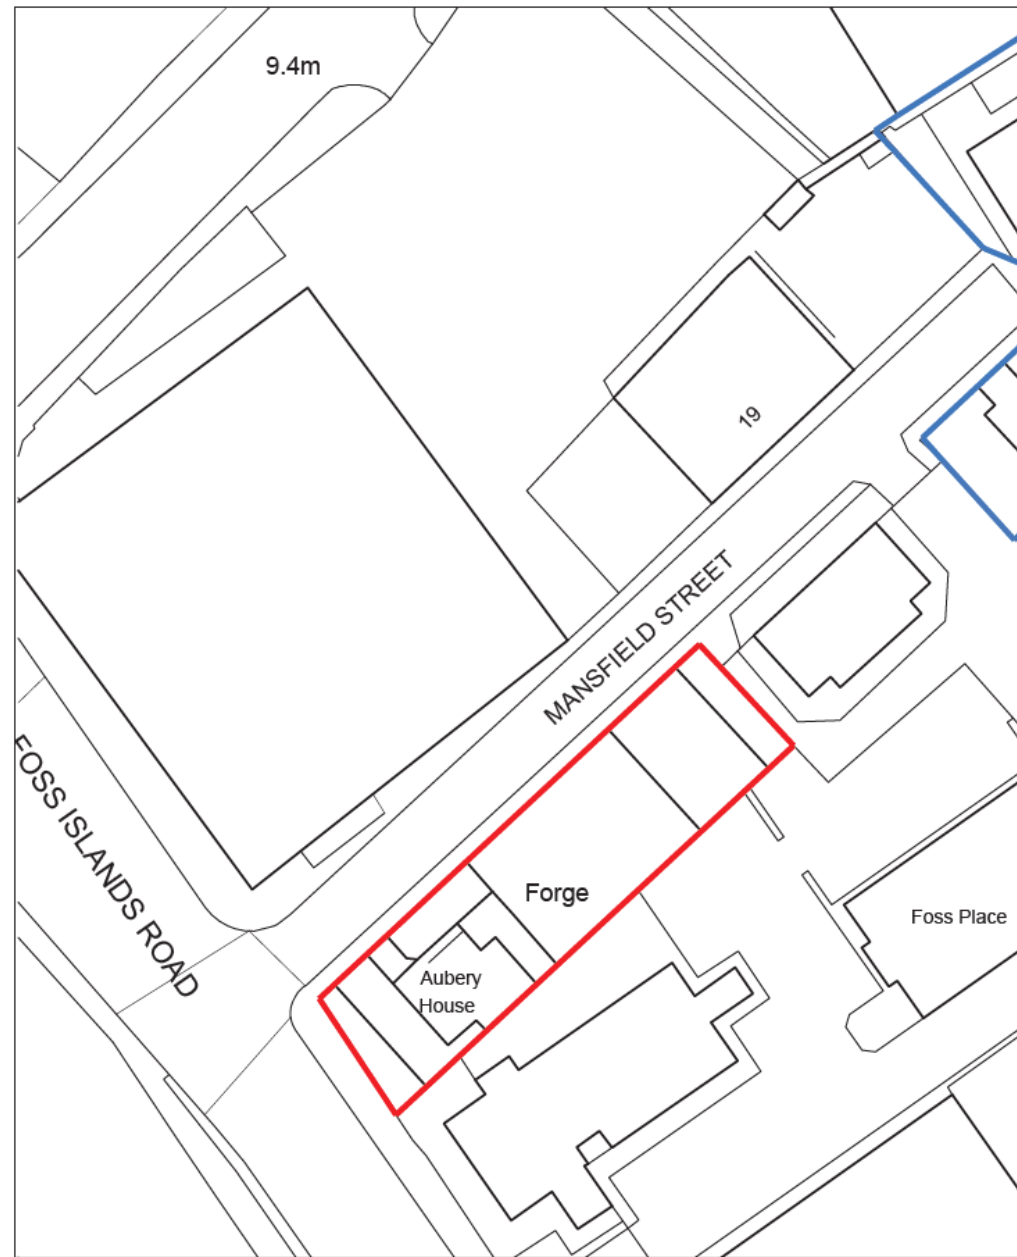 9.4m
19
MANSFIELD STREET
FOSS ISLANDS ROAD
Forge
Foss Place
Aubery
House